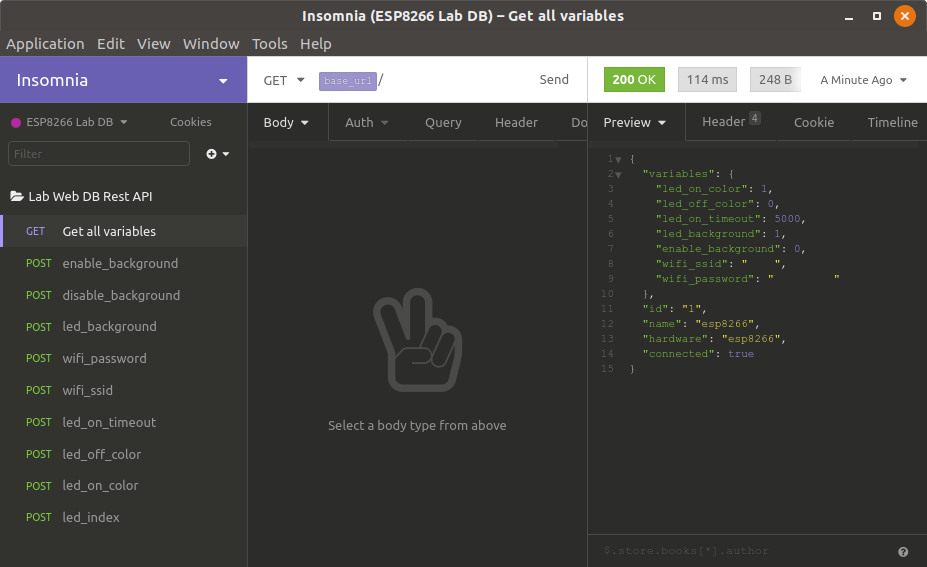 Insomnia (ESP8266 Lab DB) – Get all variables
Application Edit View Window Tools Help
Insomnia
GET base_url/ Send
200 OK 114 ms 248 B A Minute Ago
ESP8266 Lab DB Cookies
Body Auth Query Header Do
Preview Header 4 Cookie Timeline
Filter
Lab Web DB Rest API
GET Get all variables
POST enable_background
POST disable_background
POST led_background
POST wifi_password
POST wifi_ssid
POST led_on_timeout
POST led_off_color
POST led_on_color
POST led_index
Select a body type from above
1 {
2 "variables": {
3 "led_on_color": 1,
4 "led_off_color": 0,
5 "led_on_timeout": 5000,
6 "led_background": 1,
7 "enable_background": 0,
8 "wifi_ssid": " ",
9 "wifi_password": " "
10 },
11 "id": "1",
12 "name": "esp8266",
13 "hardware": "esp8266",
14 "connected": true
15 }
$.store.books[*].author